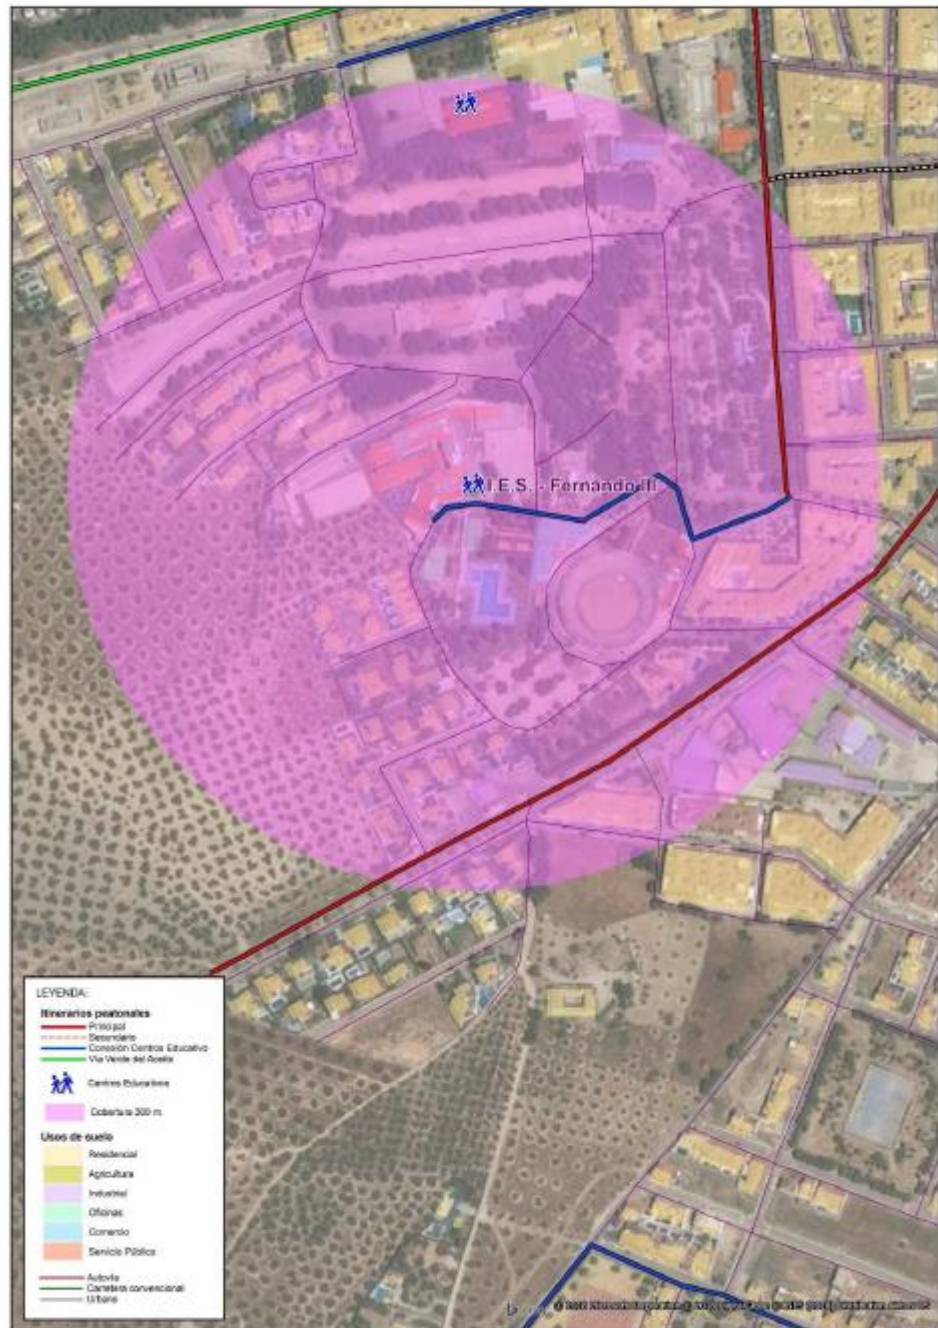 I.E.S. - Fernando III
LEYENDA:
Itinerarios peatonales
Principal
Secundario
Conexión Centros Educativo
Vía Verde del Aceite
Centros Educativos
Cobertura 300 m.
Usos de suelo
Residencial
Agricultura
Industrial
Oficinas
Comercio
Servicio Público
Autovía
Carretera convencional
Urbano